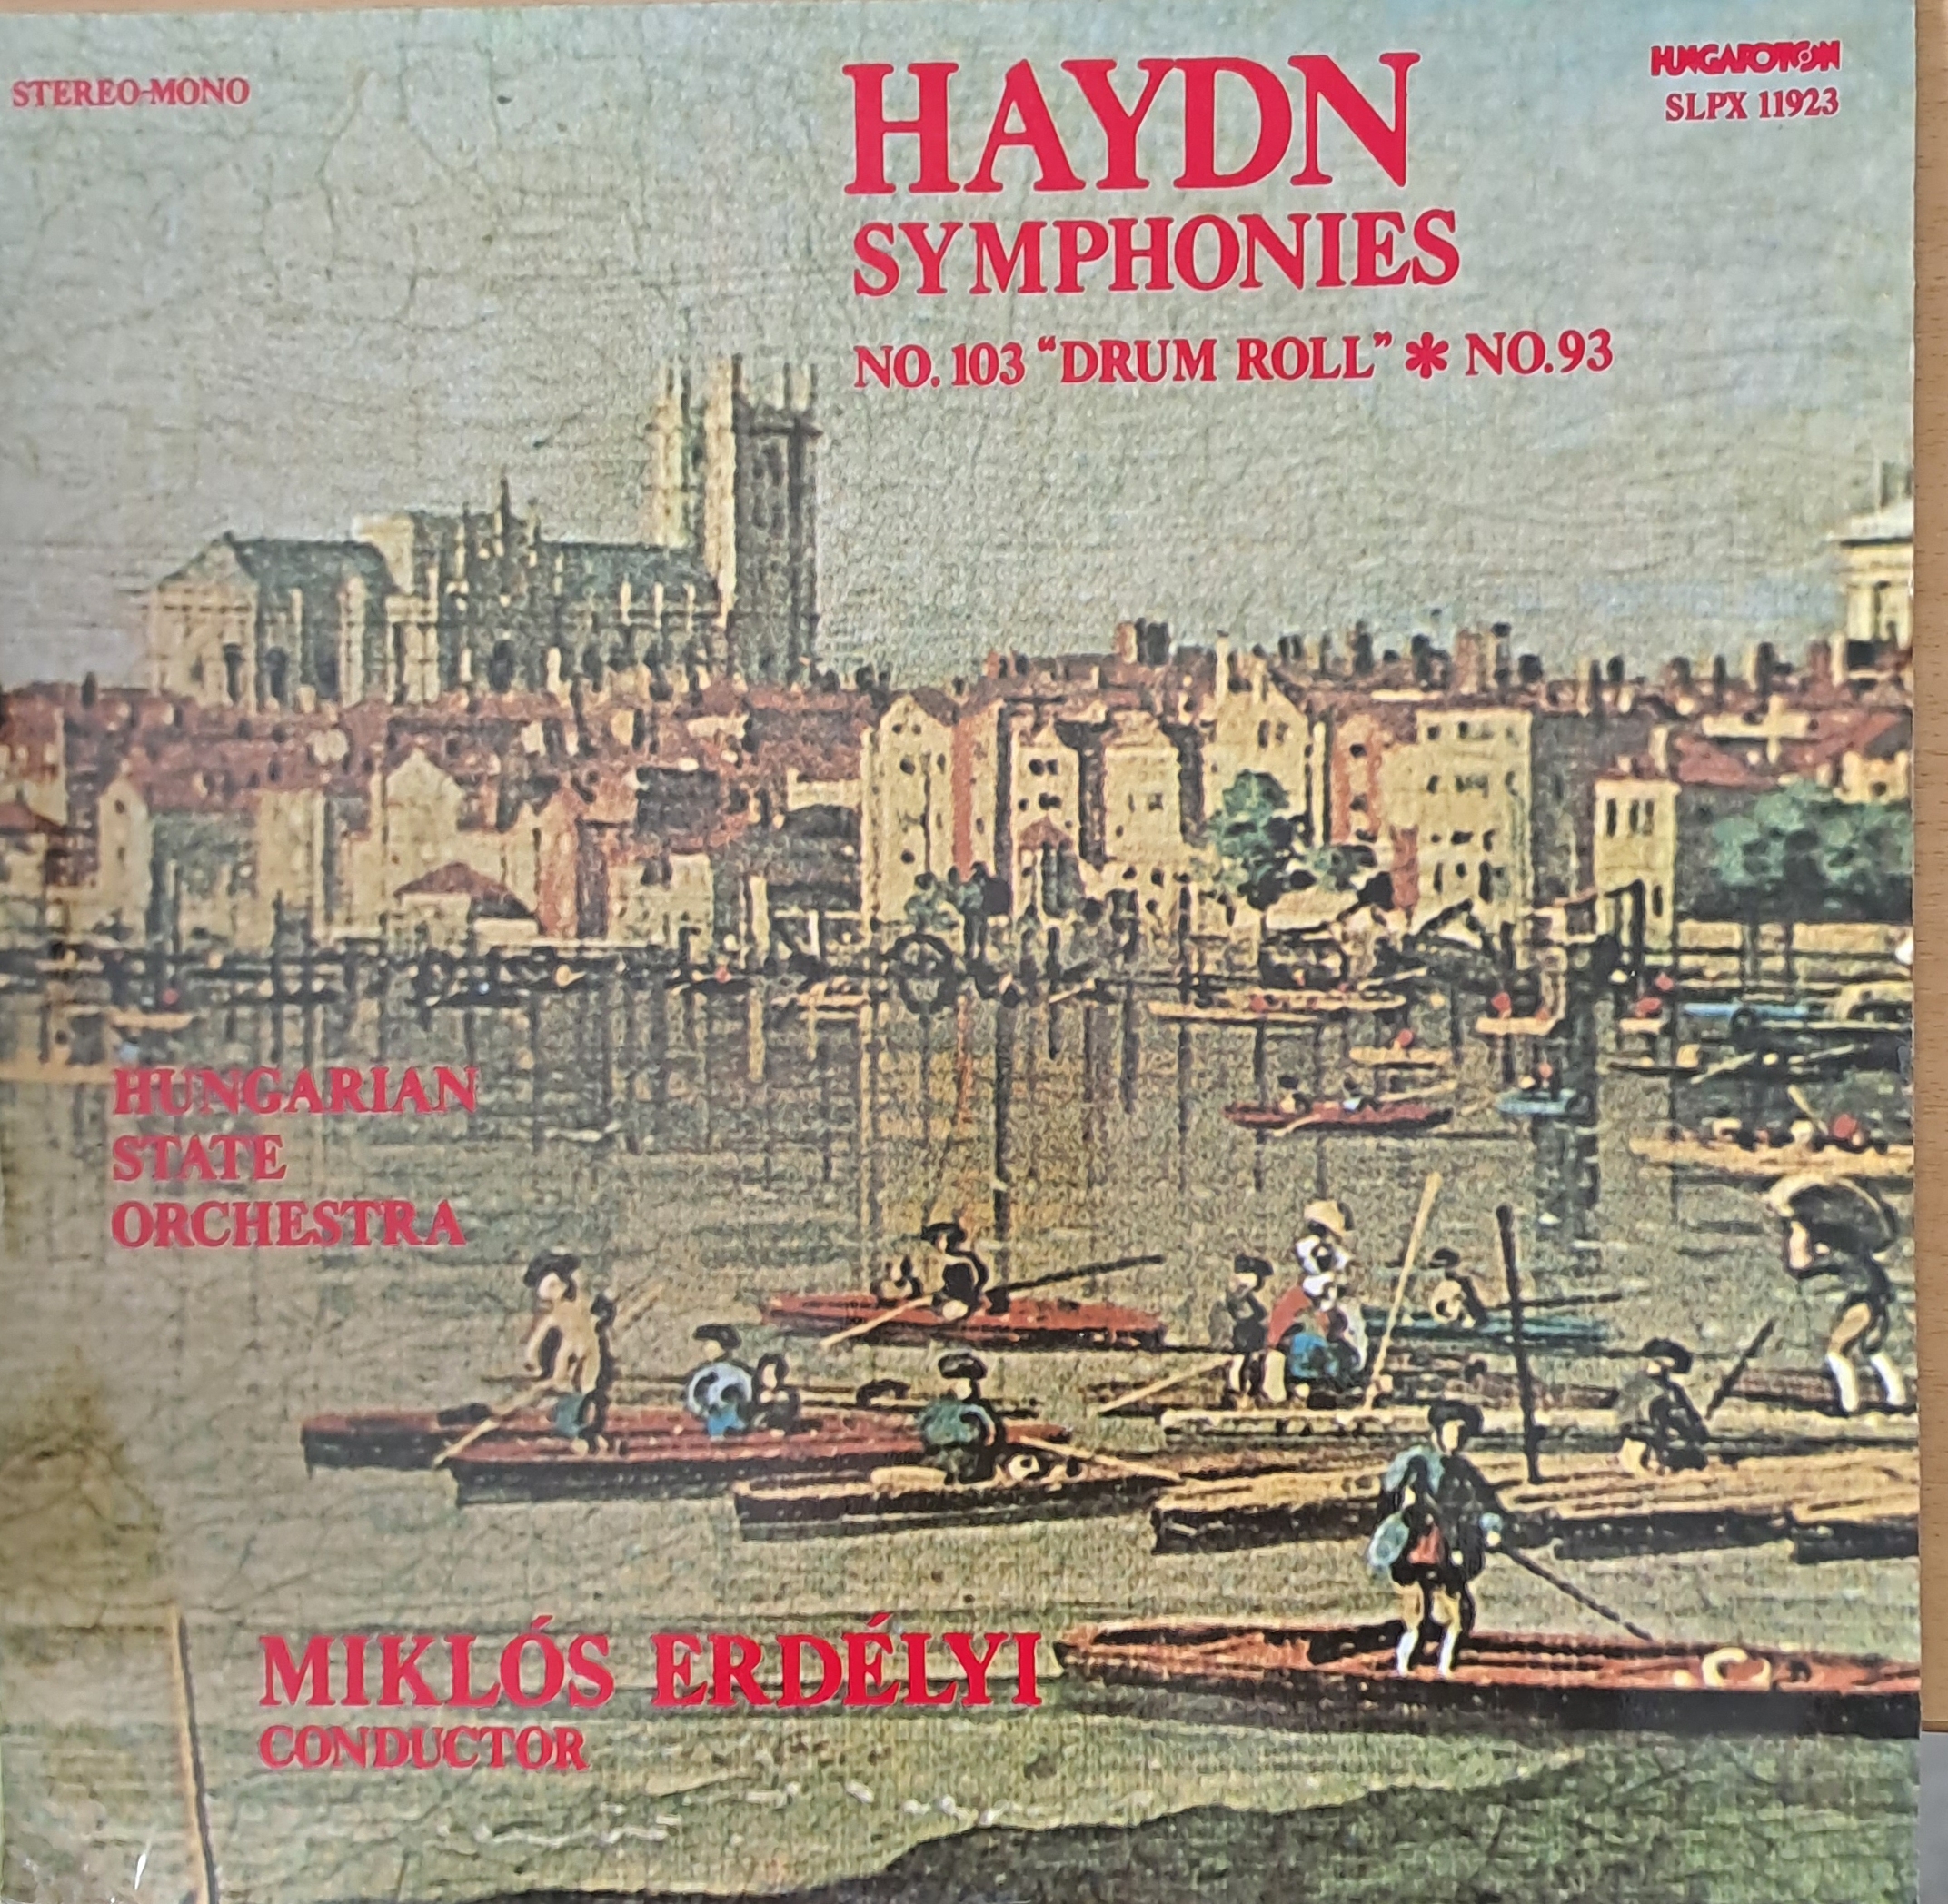 STEREO-MONO
HUNGAROTON
SLPX 11923
HAYDN
SYMPHONIES
NO. 103 “DRUM ROLL” * NO. 93
HUNGARIAN
STATE
ORCHESTRA
MIKLÓS ERDÉLYI
CONDUCTOR